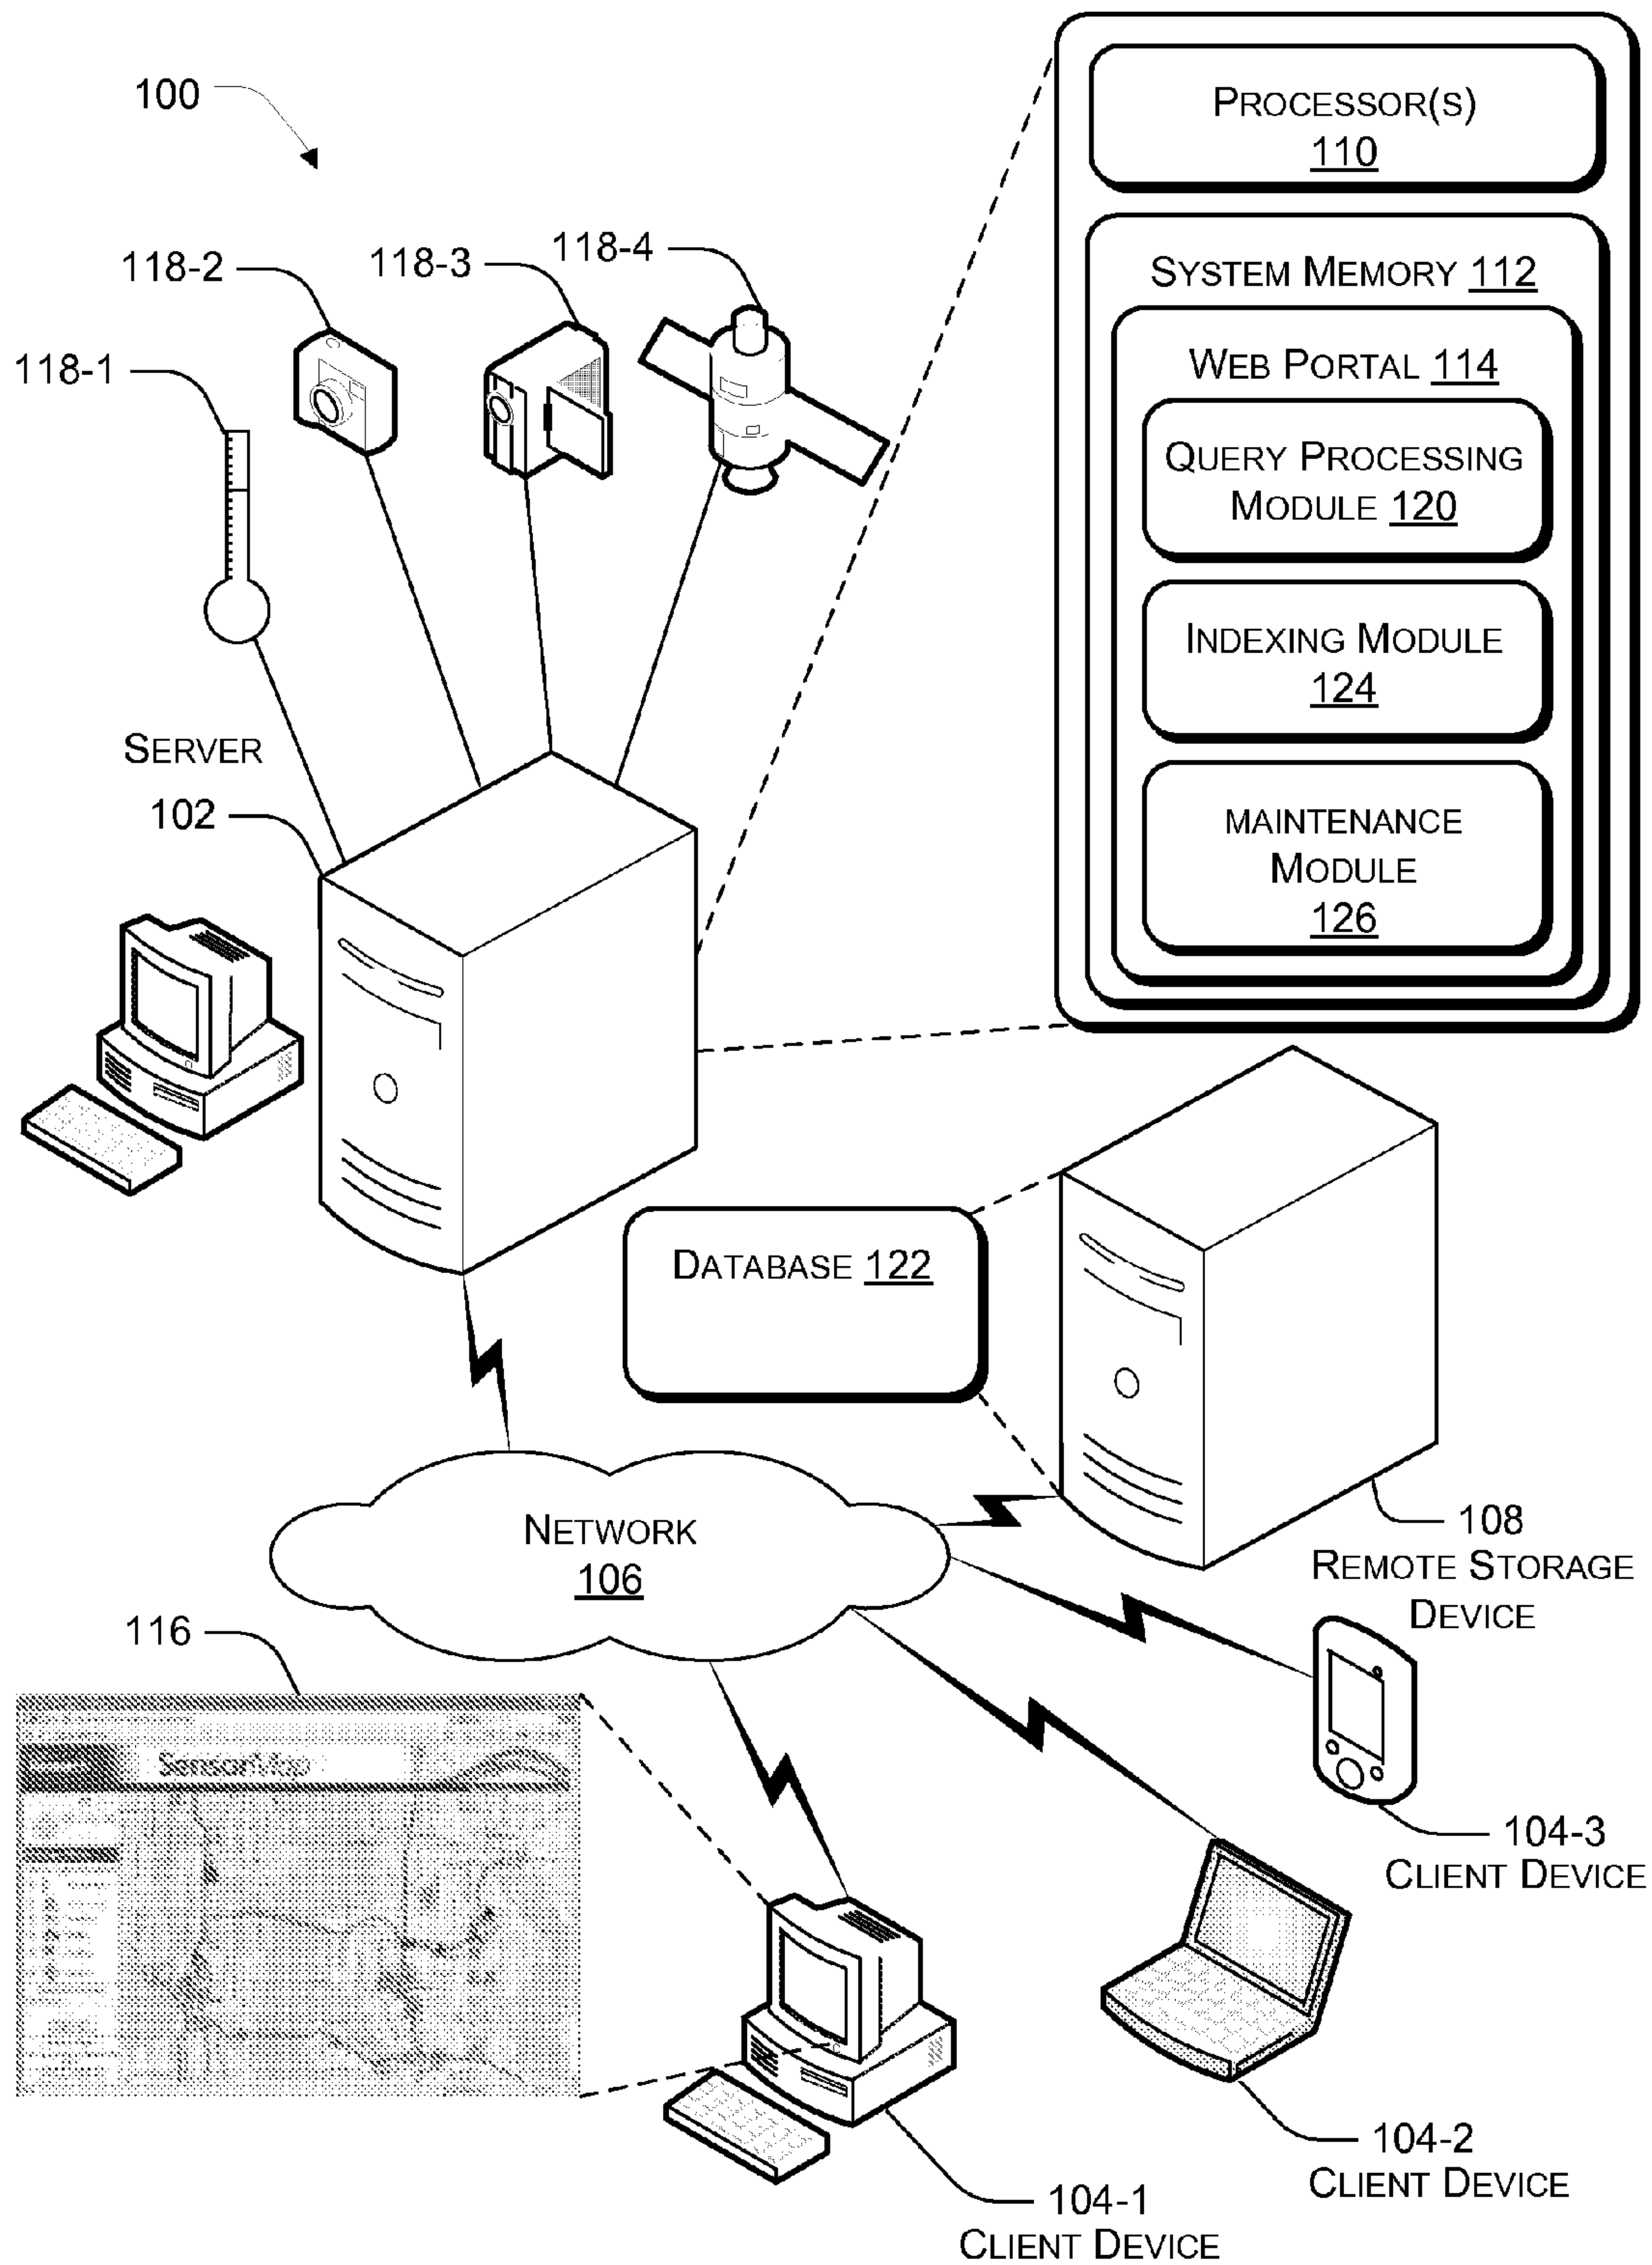 100
PROCESSOR(S)
110
118-2
118-3
118-4
SYSTEM MEMORY 112
118-1
WEB PORTAL 114
QUERY PROCESSING
MODULE 120
INDEXING MODULE
124
SERVER
102
MAINTENANCE
MODULE
126
DATABASE 122
NETWORK
106
108
REMOTE STORAGE
DEVICE
116
SensorMap
104-3
CLIENT DEVICE
104-2
CLIENT DEVICE
104-1
CLIENT DEVICE